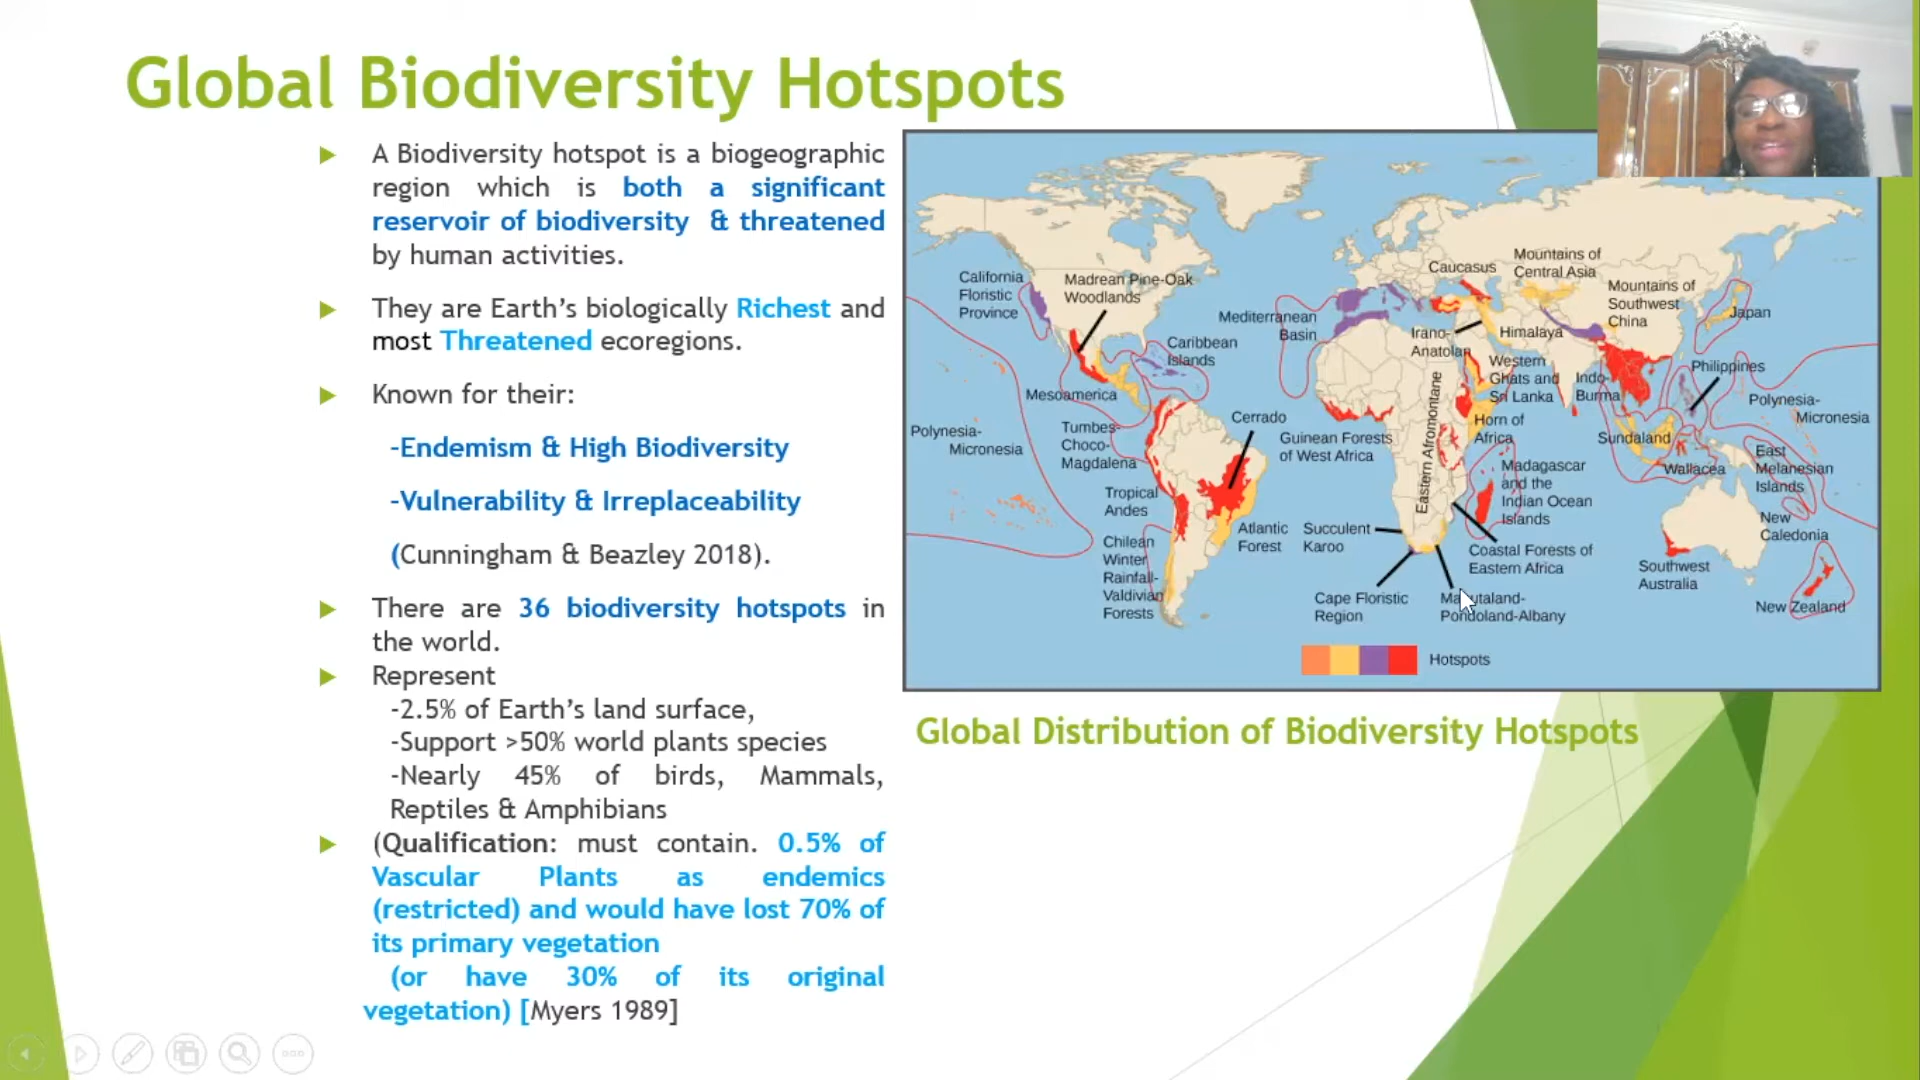 Global Biodiversity Hotspots
A Biodiversity hotspot is a biogeographic
region which is both a significant
reservoir of biodiversity & threatened
by human activities.
They are Earth's biologically Richest and
most Threatened ecoregions.
Known for their:
-Endemism & High Biodiversity
-Vulnerability & Irreplaceability
(Cunningham & Beazley 2018).
There are 36 biodiversity hotspots in
the world.
Represent
-2.5% of Earth's land surface,
-Support >50% world plants species
-Nearly 45% of birds, Mammals,
Reptiles & Amphibians
(Qualification: must contain. 0.5% of
Vascular Plants as endemics
(restricted) and would have lost 70% of
its primary vegetation
(or have 30% of its original
vegetation) [Myers 1989]
California
Floristic
Province
Madrean Pine-Oak
Woodlands
Caribbean
Islands
Mesoamerica
Polynesia-
Micronesia
Tumbes-
Choco-
Magdalena
Tropical
Andes
Chilean
Winter
Rainfall-
Valdivian
Forests
Cerrado
Atlantic
Forest
Mediterranean
Basin
Guinean Forests
of West Africa
Succulent
Karoo
Cape Floristic
Region
Caucasus
Irano-
Anatolian
Eastern Afromontane
Mountains of
Central Asia
Mountains of
Southwest
China
Himalaya
Western
Ghats and
Sri Lanka
Indo-
Burma
Horn of
Africa
Madagascar
and the
Indian Ocean
Islands
Coastal Forests of
Eastern Africa
Pondoland-Albany
Japan
Philippines
Polynesia-
Micronesia
Sundaland
Wallacea
East
Melanesian
Islands
New
Caledonia
Southwest
Australia
New Zealand
Hotspots
Global Distribution of Biodiversity Hotspots